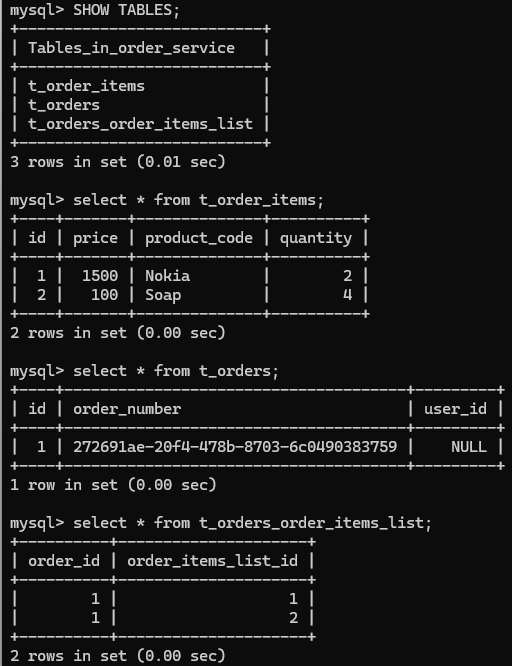 mysql> SHOW TABLES;
+--------------------------+
| Tables_in_order_service  |
+--------------------------+
| t_order_items            |
| t_orders                 |
| t_orders_order_items_list |
+--------------------------+
3 rows in set (0.01 sec)
mysql> select * from t_order_items;
+----+-------+--------------+----------+
| id | price | product_code | quantity |
+----+-------+--------------+----------+
|  1 |  1500 | Nokia        |        2 |
|  2 |   100 | Soap         |        4 |
+----+-------+--------------+----------+
2 rows in set (0.00 sec)
mysql> select * from t_orders;
+----+--------------------------------------+---------+
| id | order_number                         | user_id |
+----+--------------------------------------+---------+
|  1 | 272691ae-20f4-478b-8703-6c0490383759 |    NULL |
+----+--------------------------------------+---------+
1 row in set (0.00 sec)
mysql> select * from t_orders_order_items_list;
+----------+---------------------+
| order_id | order_items_list_id |
+----------+---------------------+
|        1 |                   1 |
|        1 |                   2 |
+----------+---------------------+
2 rows in set (0.00 sec)